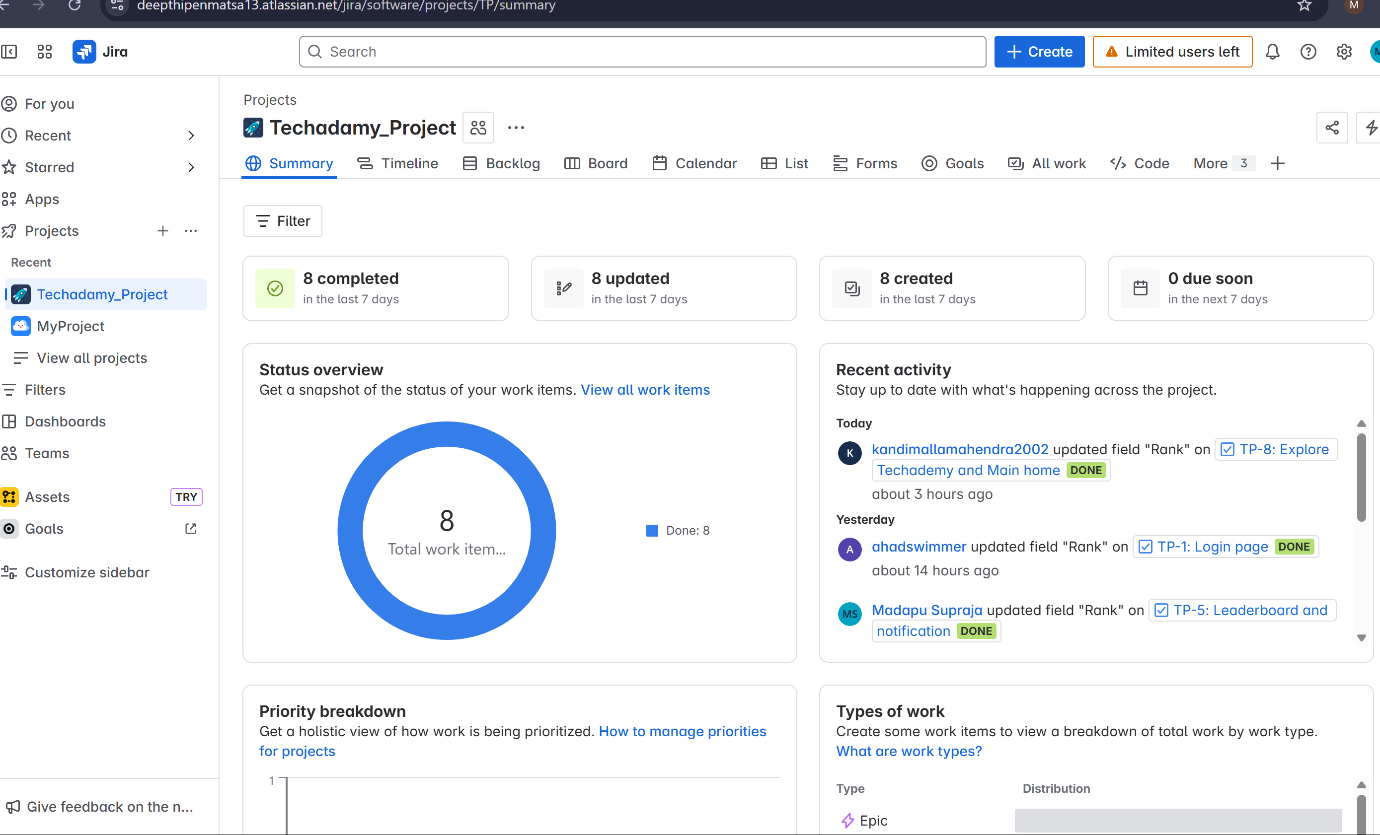 deepthipenmatsa13.atlassian.net/jira/software/projects/TP/summary
M
Jira
Search
Create
Limited users left
For you
Recent
Starred
Apps
Projects
Recent
Techadamy_Project
MyProject
View all projects
Filters
Dashboards
Teams
Assets
TRY
Goals
Customize sidebar
Give feedback on the n...
Projects
Techadamy_Project
Summary
Timeline
Backlog
Board
Calendar
List
Forms
Goals
All work
Code
More 3
Filter
8 completed
in the last 7 days
8 updated
in the last 7 days
8 created
in the last 7 days
0 due soon
in the next 7 days
Status overview
Get a snapshot of the status of your work items. View all work items
8
Total work item...
Done: 8
Recent activity
Stay up to date with what's happening across the project.
Today
K
kandimallamahendra2002 updated field "Rank" on TP-8: Explore
Techademy and Main home DONE
about 3 hours ago
Yesterday
A
ahadswimmer updated field "Rank" on TP-1: Login page DONE
about 14 hours ago
MS
Madapu Supraja updated field "Rank" on TP-5: Leaderboard and
notification DONE
Priority breakdown
Get a holistic view of how work is being prioritized. How to manage priorities
for projects
1
Types of work
Create some work items to view a breakdown of total work by work type.
What are work types?
Type
Distribution
Epic